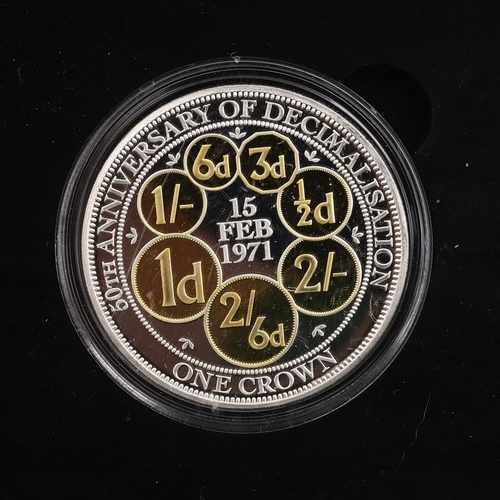 50TH ANNIVERSARY OF DECIMALISATION
6d
3d
1/-
½d
15
FEB
1971
1d
2/-
2/6d
ONE CROWN